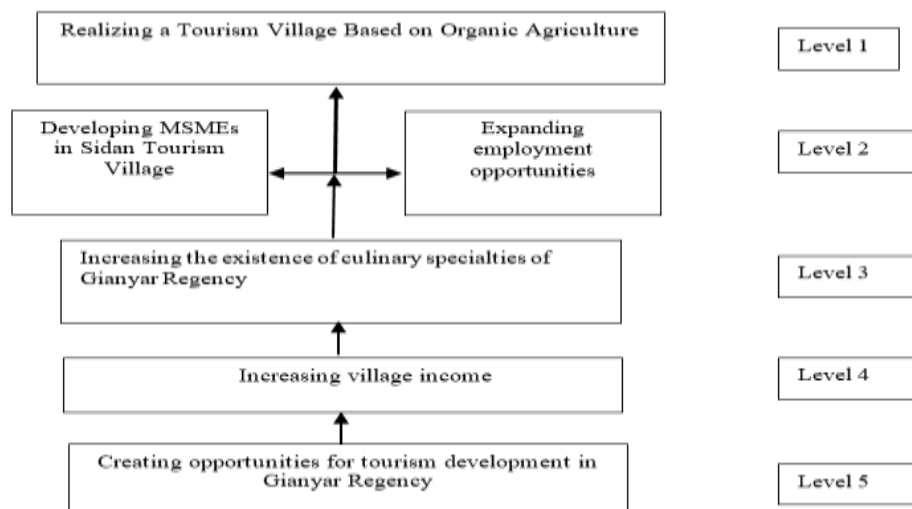 Realizing a Tourism Village Based on Organic Agriculture
Level 1
Developing MSMEs
in Sidan Tourism
Village
Expanding
employment
opportunities
Level 2
Increasing the existence of culinary specialties of
Gianyar Regency
Level 3
Increasing village income
Level 4
Creating opportunities for tourism development in
Gianyar Regency
Level 5